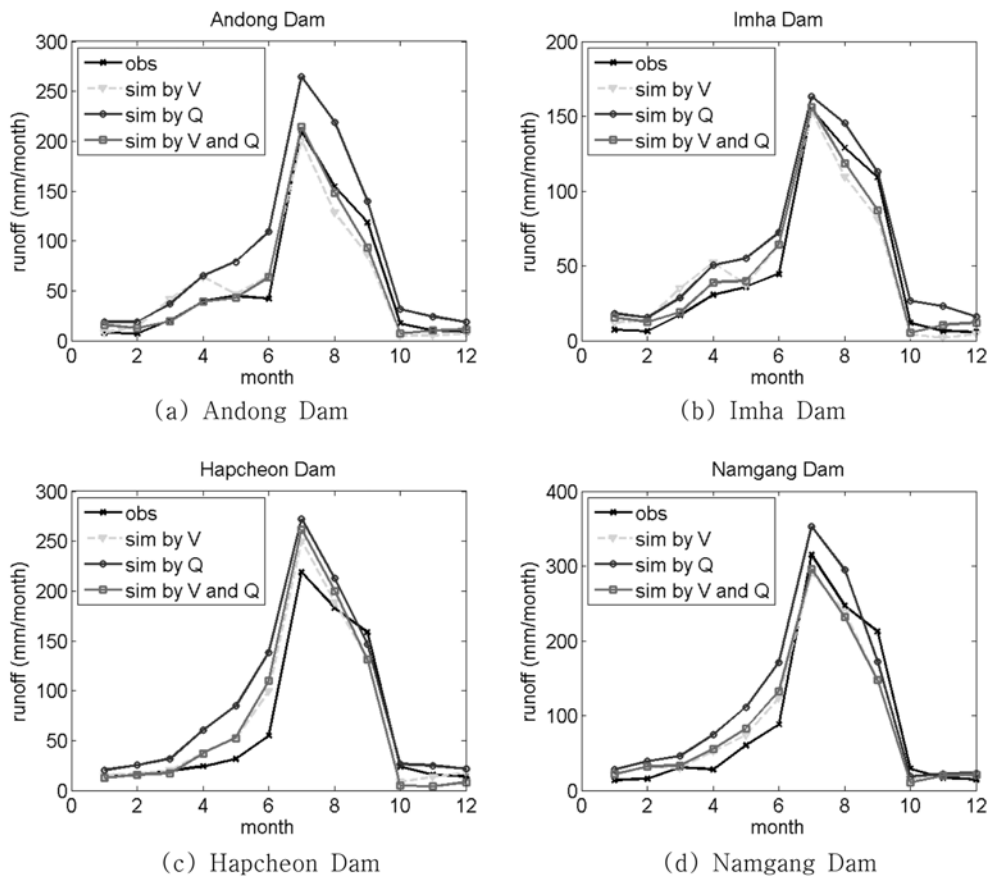 Andong Dam
300
250
200
150
100
50
0
0 2 4 6 8 10 12
runoff (mm/month)
month
obs
sim by V
sim by Q
sim by V and Q
(a) Andong Dam
Imha Dam
200
150
100
50
0
0 2 4 6 8 10 12
runoff (mm/month)
month
obs
sim by V
sim by Q
sim by V and Q
(b) Imha Dam
Hapcheon Dam
300
250
200
150
100
50
0
0 2 4 6 8 10 12
runoff (mm/month)
month
obs
sim by V
sim by Q
sim by V and Q
(c) Hapcheon Dam
Namgang Dam
400
300
200
100
0
0 2 4 6 8 10 12
runoff (mm/month)
month
obs
sim by V
sim by Q
sim by V and Q
(d) Namgang Dam